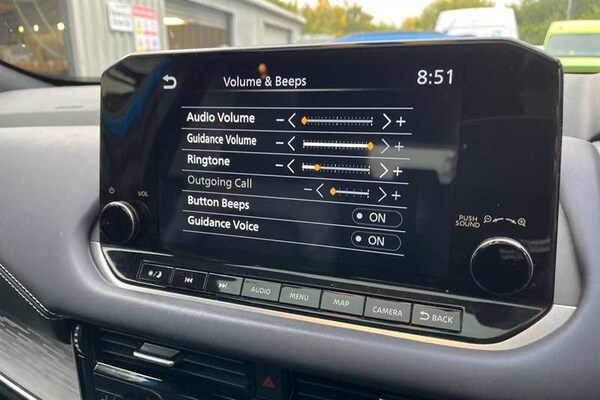 Volume & Beeps
8:51
Audio Volume
Guidance Volume
Ringtone
Outgoing Call
Button Beeps
ON
Guidance Voice
ON
VOL
PUSH
SOUND
AUDIO
MENU
MAP
CAMERA
BACK